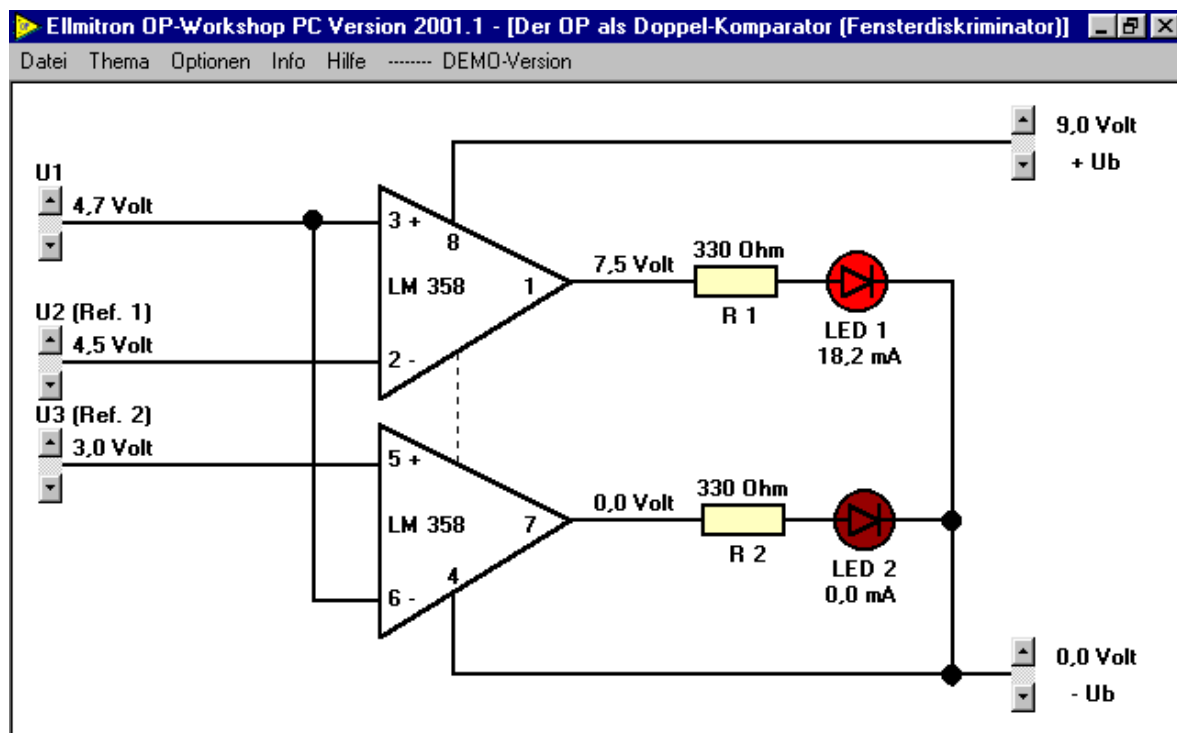 Ellmitron OP-Workshop PC Version 2001.1 - [Der OP als Doppel-Komparator (Fensterdiskriminator)]
Datei Thema Optionen Info Hilfe -------- DEMO-Version
9,0 Volt
+ Ub
U1
4,7 Volt
3 +
8
LM 358
1
7,5 Volt
330 Ohm
R 1
LED 1
18,2 mA
U2 (Ref. 1)
4,5 Volt
2 -
U3 (Ref. 2)
3,0 Volt
5 +
LM 358
7
0,0 Volt
330 Ohm
R 2
LED 2
0,0 mA
4
6 -
0,0 Volt
- Ub